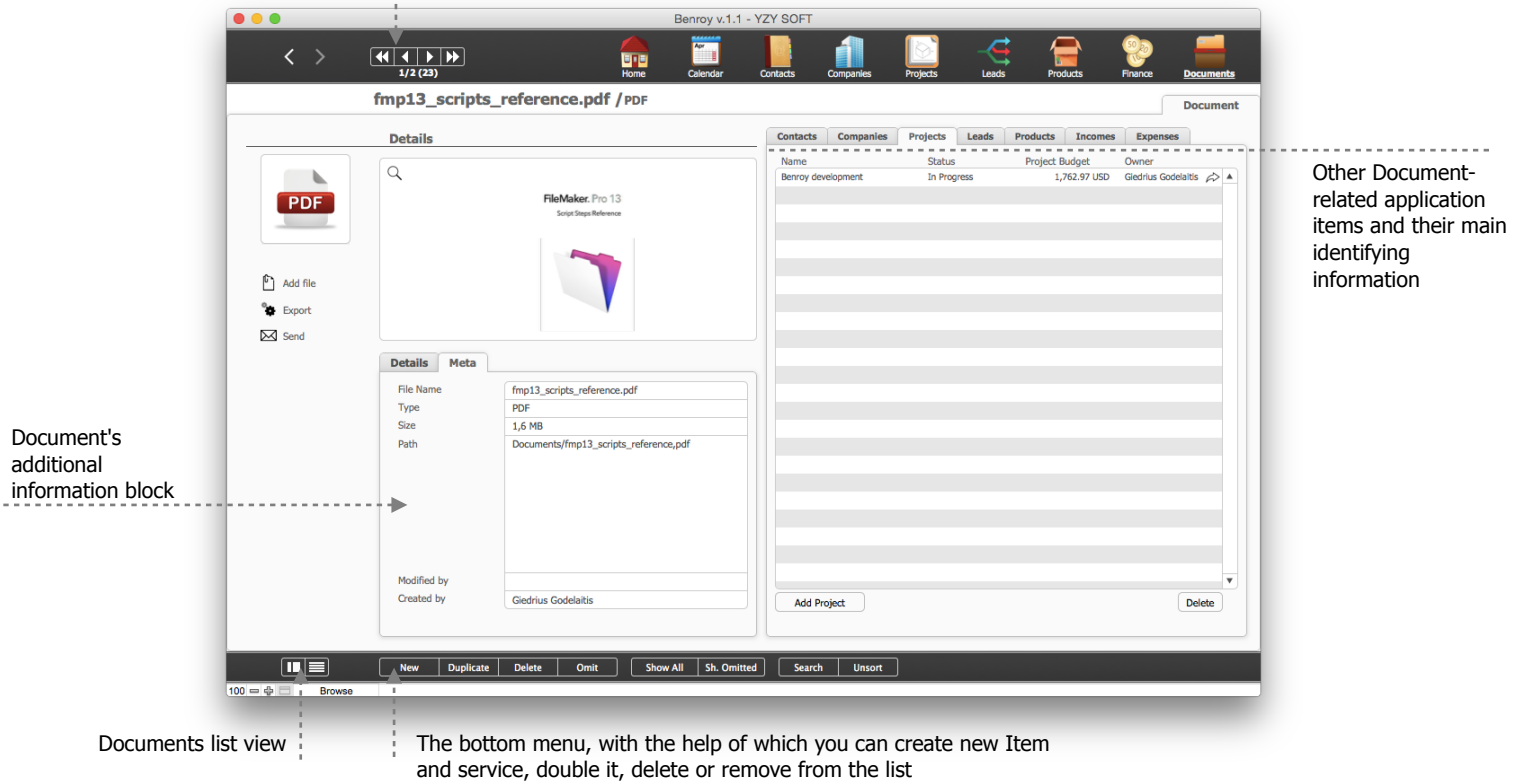 Benroy v.1.1 - YZY SOFT
1/2 (23)
Home
Apr
Calendar
Contacts
Companies
Projects
Leads
Products
50
20
Finance
Documents
fmp13_scripts_reference.pdf / PDF
Document
Details
PDF
Add file
Export
Send
FileMaker. Pro 13
Script Steps Reference
Details Meta
File Name fmp13_scripts_reference.pdf
Type PDF
Size 1,6 MB
Path Documents/fmp13_scripts_reference,pdf
Modified by
Created by Giedrius Godelaitis
Contacts Companies Projects Leads Products Incomes Expenses
Name Status Project Budget Owner
Benroy development In Progress 1,762.97 USD Giedrius Godelaitis
Add Project Delete
New Duplicate Delete Omit Show All Sh. Omitted Search Unsort
100 Browse
Other Document-
related application
items and their main
identifying
information
Document's
additional
information block
Documents list view
The bottom menu, with the help of which you can create new Item
and service, double it, delete or remove from the list